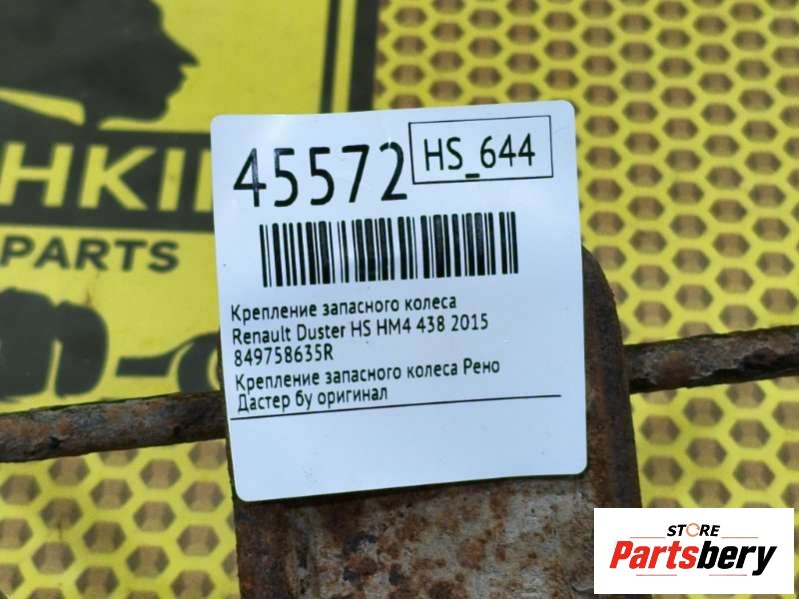 HKIN
PARTS
45572
HS_644
Крепление запасного колеса
Renault Duster HS HM4 438 2015
849758635R
Крепление запасного колеса Рено
Дастер бу оригинал
STORE
Partsbery